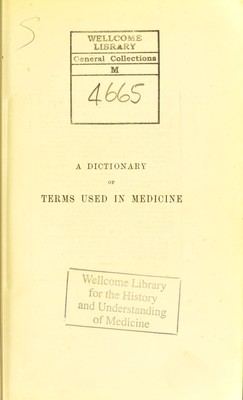 S
WELLCOME
LIBRARY
General Collections
M
4665
A DICTIONARY
OF
TERMS USED IN MEDICINE
Wellcome Library
for the History
and Understanding
of Medicine